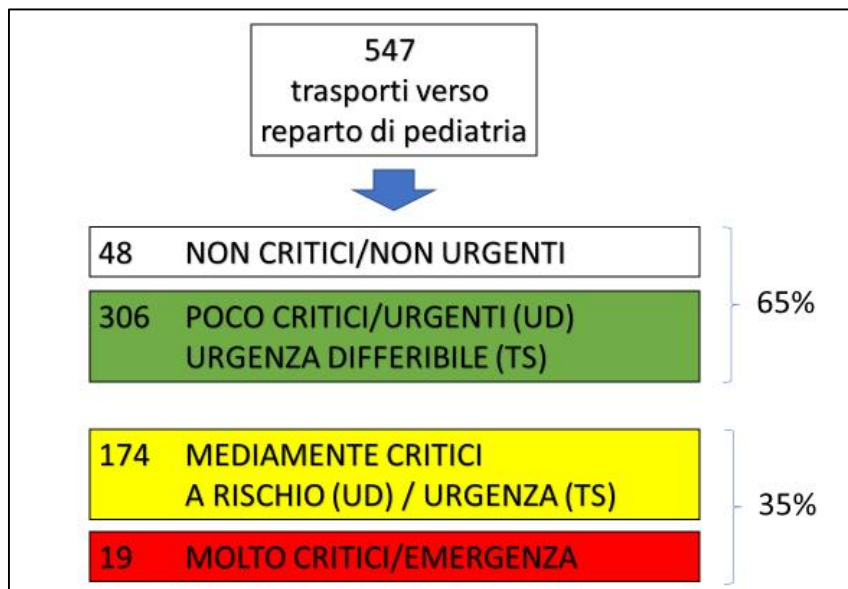 547
trasporti verso
reparto di pediatria
48 NON CRITICI/NON URGENTI
306 POCO CRITICI/URGENTI (UD)
URGENZA DIFFERIBILE (TS)
65%
174 MEDIAMENTE CRITICI
A RISCHIO (UD) / URGENZA (TS)
35%
19 MOLTO CRITICI/EMERGENZA